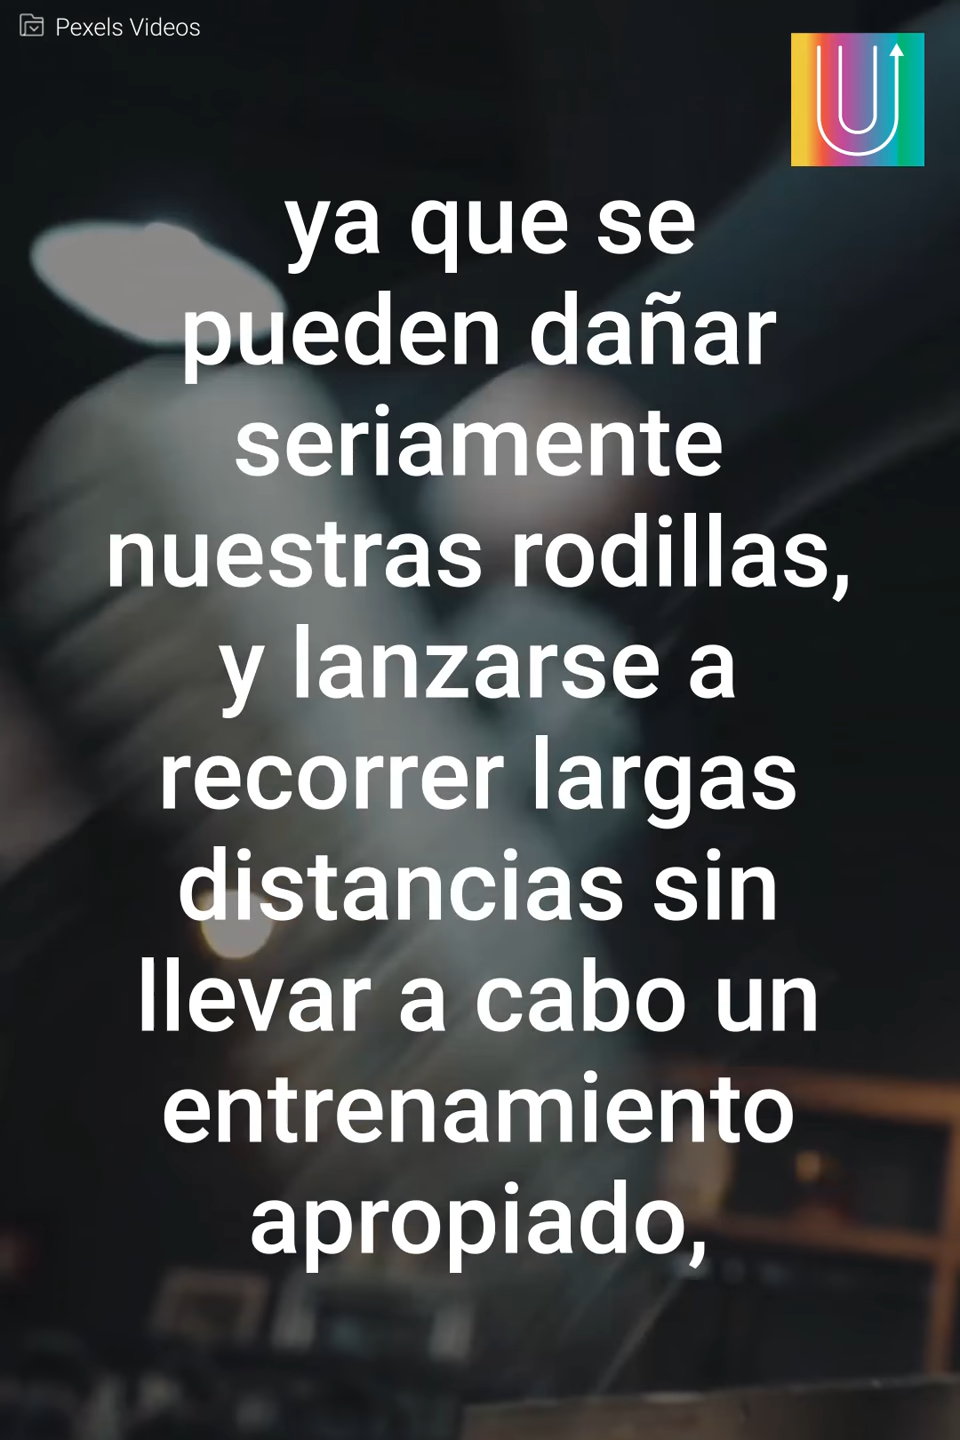 Pexels Videos
ya que se
pueden dañar
seriamente
nuestras rodillas,
y lanzarse a
recorrer largas
distancias sin
llevar a cabo un
entrenamiento
apropiado,